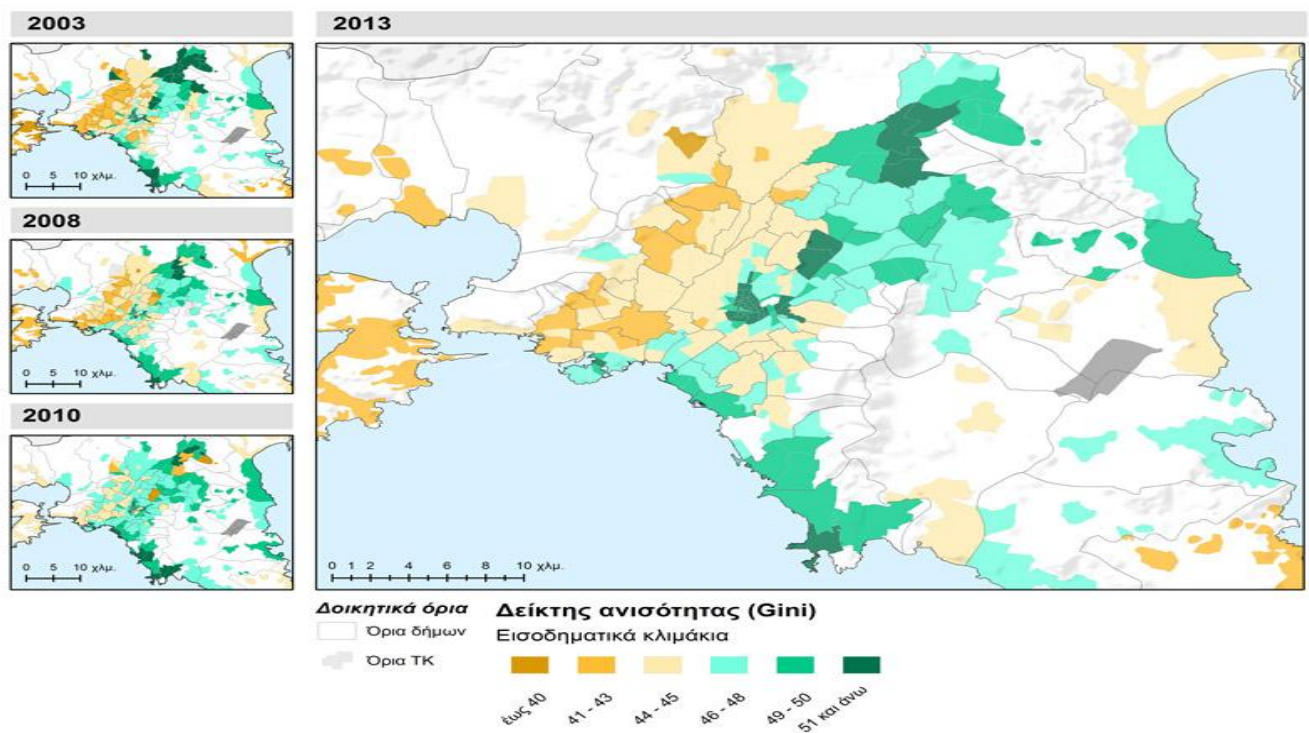 2003
0 5 10 χλμ.
2008
0 5 10 χλμ.
2010
0 5 10 χλμ.
2013
0 1 2 4 6 8 10 χλμ.
Δοικητικά όρια
Όρια δήμων
Όρια ΤΚ
Δείκτης ανισότητας (Gini)
Εισοδηματικά κλιμάκια
έως 40
41 - 43
44 - 45
46 - 48
49 - 50
51 και άνω